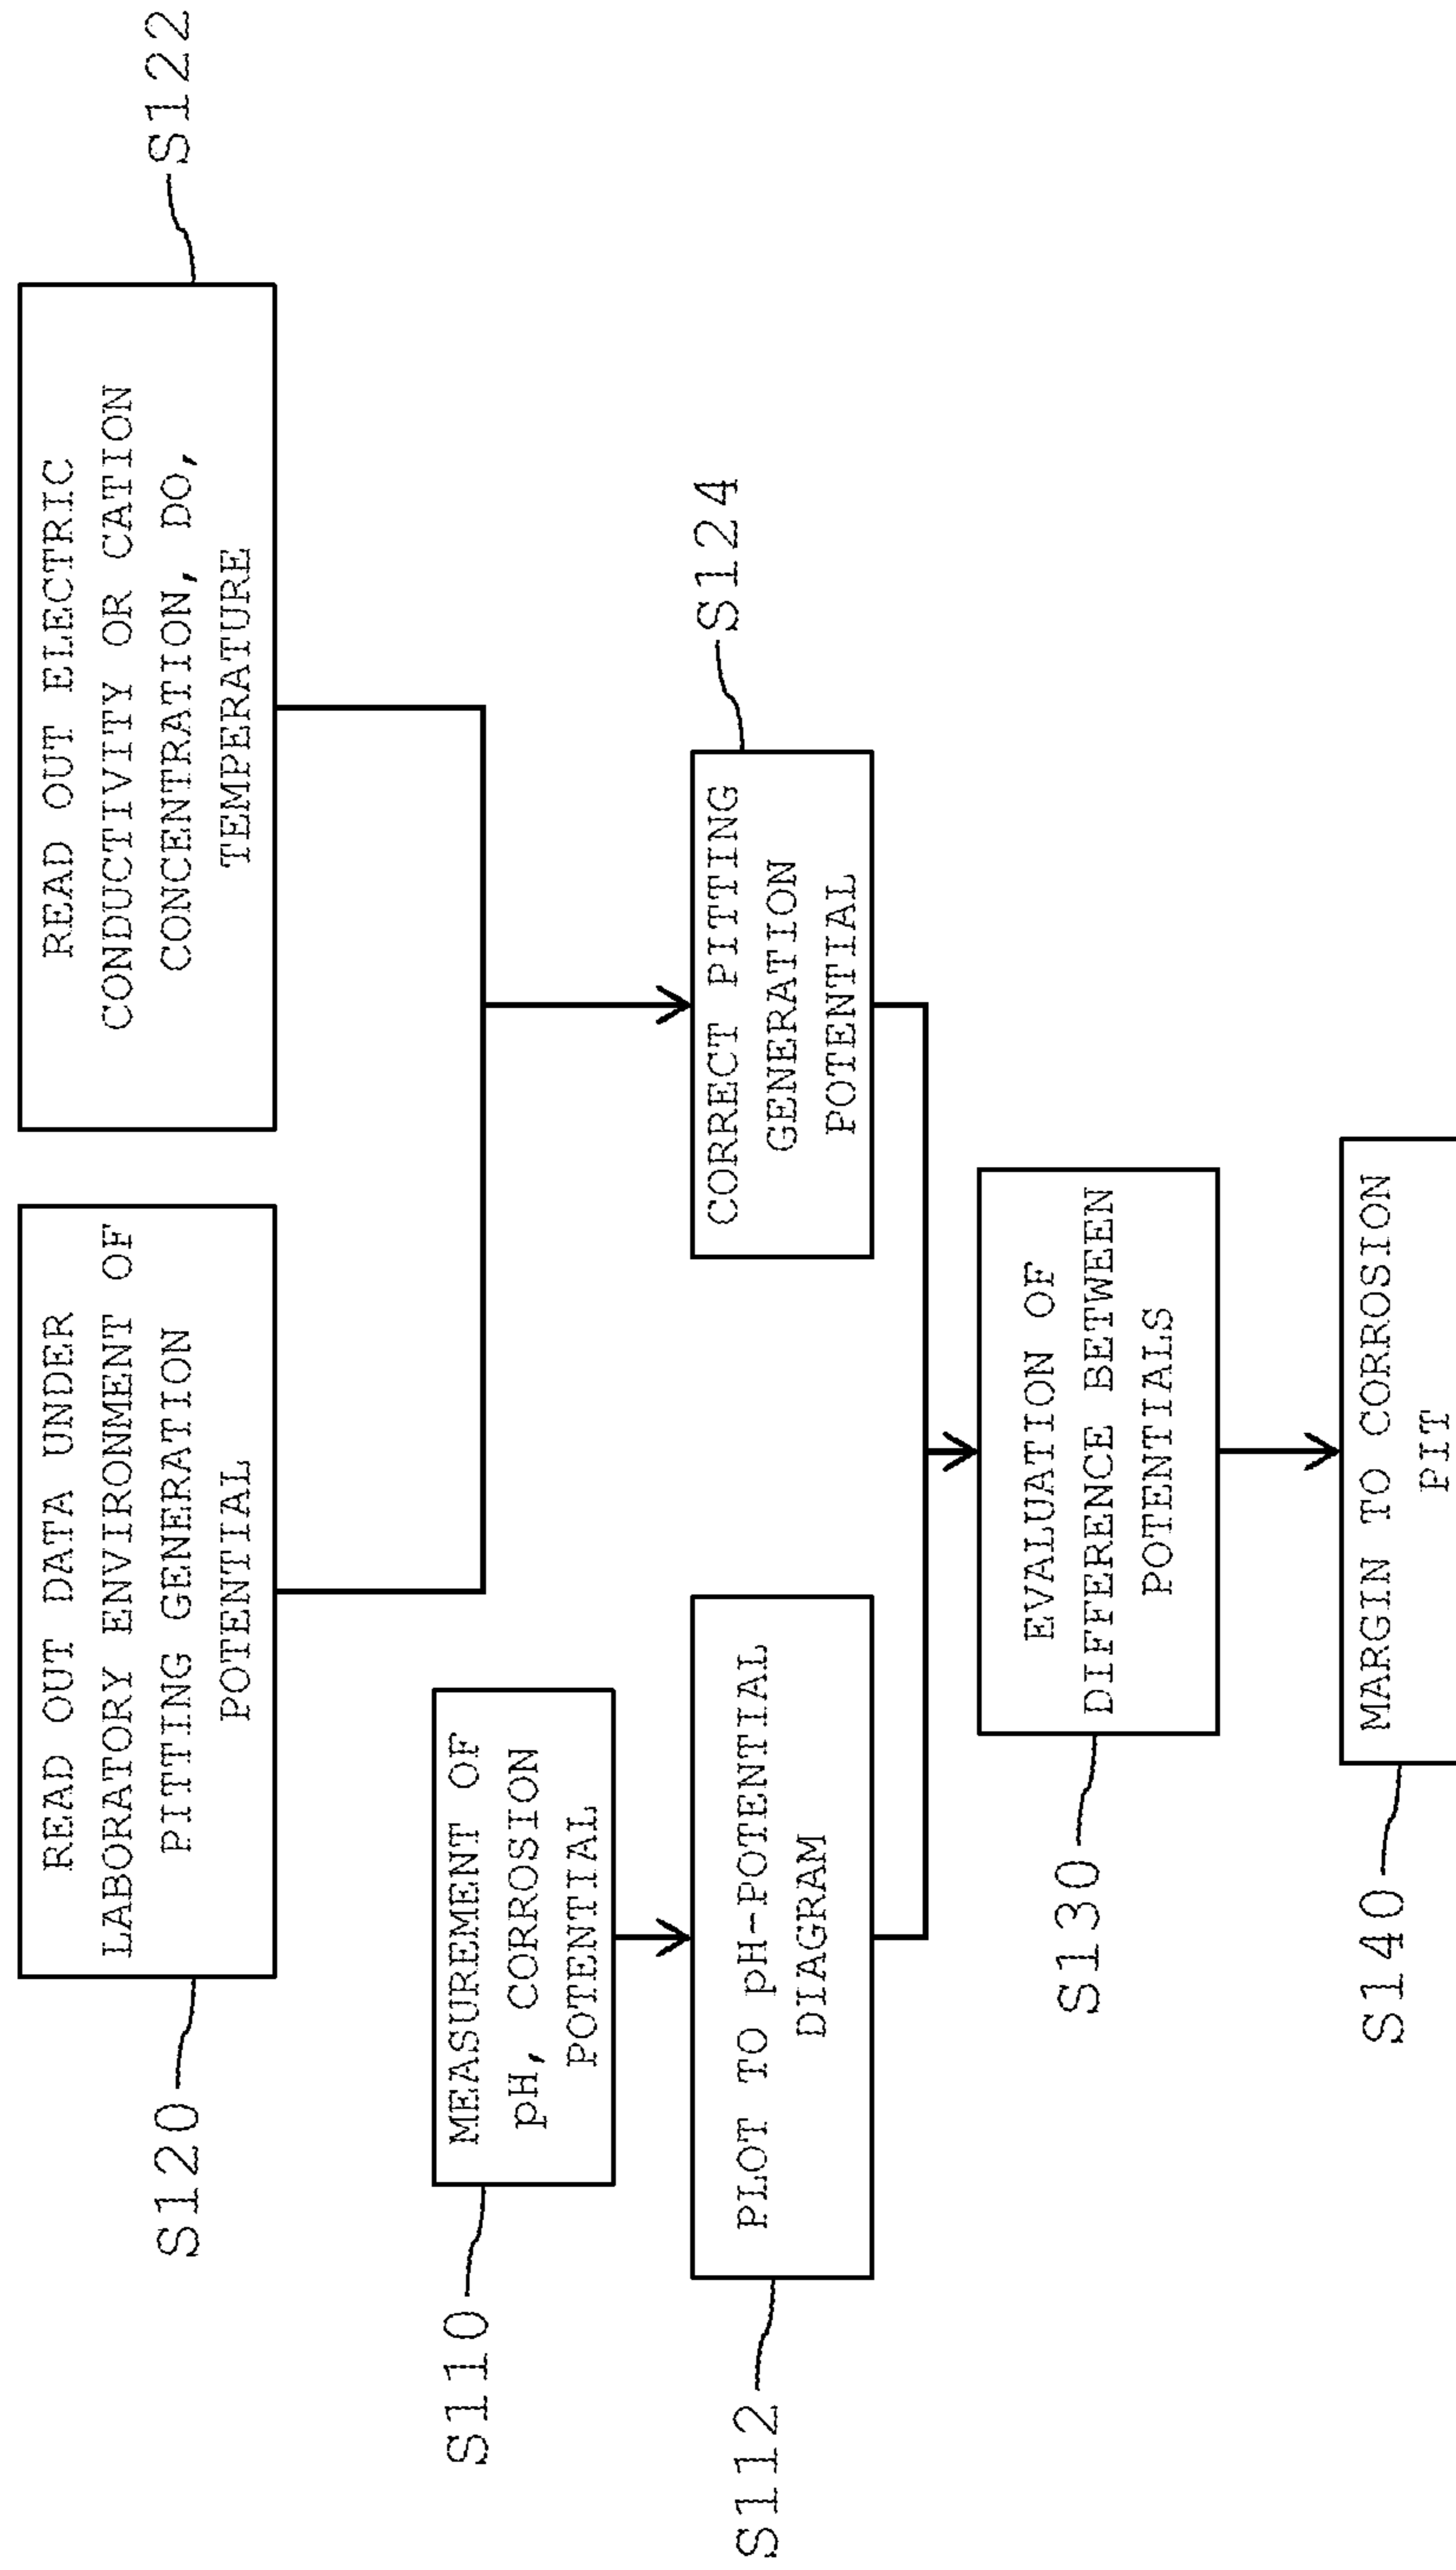 S120
READ OUT DATA UNDER
LABORATORY ENVIRONMENT OF
PITTING GENERATION
POTENTIAL
READ OUT ELECTRIC
CONDUCTIVITY OR CATION
CONCENTRATION, DO,
TEMPERATURE
S122
S110
MEASUREMENT OF
pH, CORROSION
POTENTIAL
S112
PLOT TO pH-POTENTIAL
DIAGRAM
CORRECT PITTING
GENERATION
POTENTIAL
S124
S130
EVALUATION OF
DIFFERENCE BETWEEN
POTENTIALS
S140
MARGIN TO CORROSION
PIT